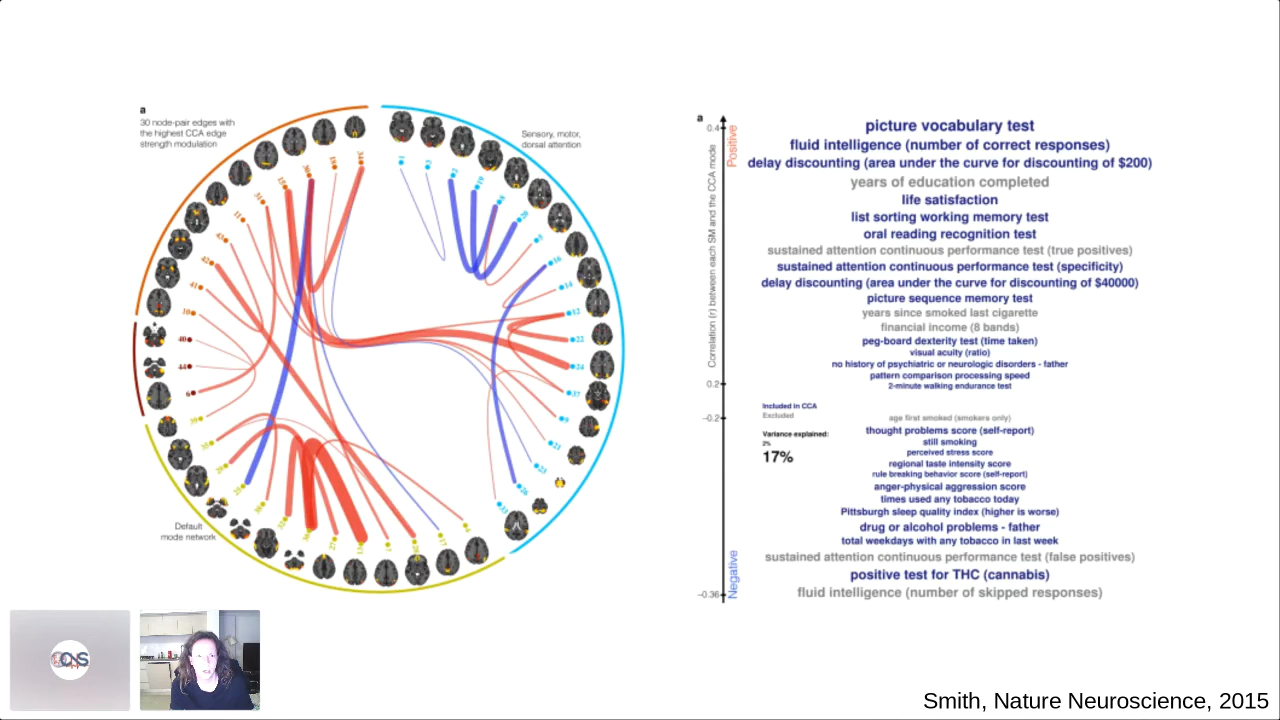 a
30 node-pair edges with
the highest CCA edge
strength modulation
Sensory, motor,
dorsal attention
Default
mode network
a
0.4
Positive
Correlation (r) between each SM and the CCA mode
0.2
–0.2
Negative
–0.36
picture vocabulary test
fluid intelligence (number of correct responses)
delay discounting (area under the curve for discounting of $200)
years of education completed
life satisfaction
list sorting working memory test
oral reading recognition test
sustained attention continuous performance test (true positives)
sustained attention continuous performance test (specificity)
delay discounting (area under the curve for discounting of $40000)
picture sequence memory test
years since smoked last cigarette
financial income (8 bands)
peg-board dexterity test (time taken)
visual acuity (ratio)
no history of psychiatric or neurologic disorders - father
pattern comparison processing speed
2-minute walking endurance test
Included in CCA
Excluded
Variance explained:
2%
17%
age first smoked (smokers only)
thought problems score (self-report)
still smoking
perceived stress score
regional taste intensity score
rule breaking behavior score (self-report)
anger-physical aggression score
times used any tobacco today
Pittsburgh sleep quality index (higher is worse)
drug or alcohol problems - father
total weekdays with any tobacco in last week
sustained attention continuous performance test (false positives)
positive test for THC (cannabis)
fluid intelligence (number of skipped responses)
Smith, Nature Neuroscience, 2015